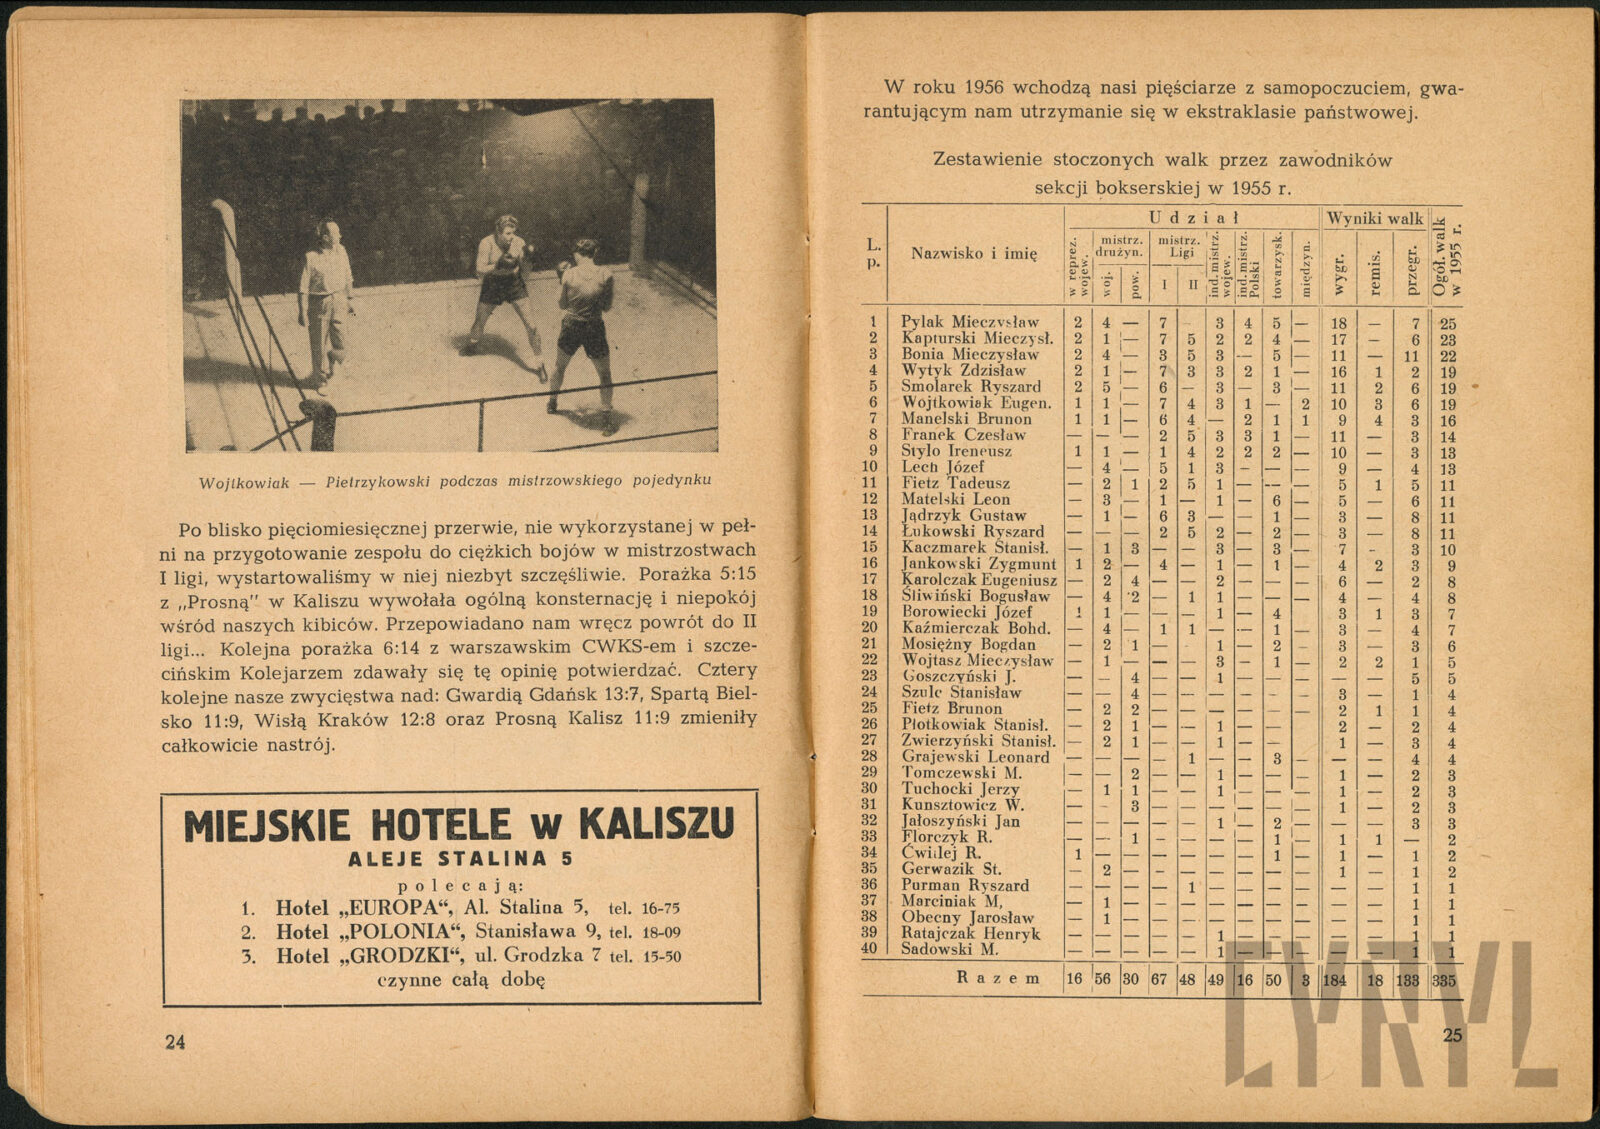 Wojtkowiak — Pietrzykowski podczas mistrzowskiego pojedynku
Po blisko pięciomiesięcznej przerwie, nie wykorzystanej w peł-
ni na przygotowanie zespołu do ciężkich bojów w mistrzostwach
I ligi, wystartowaliśmy w niej niezbyt szczęśliwie. Porażka 5:15
z „Prosną" w Kaliszu wywołała ogólną konsternację i niepokój
wśród naszych kibiców. Przepowiadano nam wręcz powrót do II
ligi... Kolejna porażka 6:14 z warszawskim CWKS-em i szcze-
cińskim Kolejarzem zdawały się tę opinię potwierdzać. Cztery
kolejne nasze zwycięstwa nad: Gwardią Gdańsk 13:7, Spartą Biel-
sko 11:9, Wisłą Kraków 12:8 oraz Prosną Kalisz 11:9 zmieniły
całkowicie nastrój.
MIEJSKIE HOTELE w KALISZU
ALEJE STALINA 5
polecają:
1. Hotel „EUROPA“, Al. Stalina 5, tel. 16-75
2. Hotel „POLONIA“, Stanisława 9, tel. 18-09
3. Hotel „GRODZKI“, ul. Grodzka 7 tel. 15-50
czynne całą dobę
24
W roku 1956 wchodzą nasi pięściarze z samopoczuciem, gwa-
rantującym nam utrzymanie się w ekstraklasie państwowej.
Zestawienie stoczonych walk przez zawodników
sekcji bokserskiej w 1955 r.
L. p. Nazwisko i imię Udział Wyniki walk Ogół. walk w 1955 r.
w reprez. wojew. mistrz. drużyn. mistrz. Ligi ind. mistrz. wojew. ind. mistrz. Polski towarzysk. międzyn. wygr. remis. przegr.
woj. pow. I II
1 Pylak Mieczysław 2 4 — 7 - 3 4 5 — 18 — 7 25
2 Kapturski Mieczysł. 2 1 — 7 5 2 2 4 — 17 - 6 23
3 Bonia Mieczysław 2 4 — 3 5 3 — 5 — 11 — 11 22
4 Wytyk Zdzisław 2 1 — 7 3 3 2 1 — 16 1 2 19
5 Smolarek Ryszard 2 5 — 6 — 3 — 3 — 11 2 6 19
6 Wojtkowiak Eugen. 1 1 — 7 4 3 1 — 2 10 3 6 19
7 Manelski Brunon 1 1 — 6 4 — 2 1 1 9 4 3 16
8 Franek Czesław — - — 2 5 3 3 1 — 11 — 3 14
9 Stylo Ireneusz 1 1 — 1 4 2 2 2 — 10 — 3 13
10 Lech Józef — 4 — 5 1 3 - — — 9 — 4 13
11 Fietz Tadeusz — 2 1 2 5 1 — — — 5 1 5 11
12 Matelski Leon — 3 — 1 — 1 - 6 — 5 — 6 11
13 Jądrzyk Gustaw — 1 — 6 3 — — 1 — 3 — 8 11
14 Łukowski Ryszard — — — 2 5 2 — 2 — 3 — 8 11
15 Kaczmarek Stanisł. — 1 3 — — 3 — 3 — 7 - 3 10
16 Jankowski Zygmunt 1 2 — 4 — 1 - 1 — 4 2 3 9
17 Karolczak Eugeniusz — 2 4 — — 2 — — — 6 — 2 8
18 Śliwiński Bogusław — 4 2 — 1 1 — — — 4 — 4 8
19 Borowiecki Józef 1 1 — — — 1 — 4 — 3 1 3 7
20 Kaźmierczak Bohd. — 4 — 1 1 — — 1 — 3 — 4 7
21 Mosiężny Bogdan — 2 1 — - 1 — 2 — 3 — 3 6
22 Wojtasz Mieczysław — 1 — — — 3 - 1 — 2 2 1 5
23 Goszczyński J. — - 4 — — 1 — — — — — 5 5
24 Szulc Stanisław — — 4 — — — - - — 3 — 1 4
25 Fietz Brunon — 2 2 — — — — — — 2 1 1 4
26 Płotkowiak Stanisł. — 2 1 — — 1 — — — 2 — 2 4
27 Zwierzyński Stanisł. — 2 1 — — 1 — — 1 — 3 4
28 Grajewski Leonard — — — — 1 — — 3 — — — 4 4
29 Tomczewski M. — — 2 — — 1 — — — 1 — 2 3
30 Tuchocki Jerzy — 1 1 — — 1 — — — 1 — 2 3
31 Kunsztowicz W. — - 3 — — — — — — 1 — 2 3
32 Jałoszyński Jan — — — — — 1 — 2 — — — 3 3
33 Florczyk R. — — 1 — — — — 1 — 1 1 — 2
34 Ćwidej R. 1 — — — — — — 1 — 1 — 1 2
35 Gerwazik St. — 2 — — — — — — — 1 — 1 2
36 Purman Ryszard — — — — 1 — — — — — — 1 1
37 Marciniak M, — 1 — — — — — — — — — 1 1
38 Obecny Jarosław — 1 — — — — — — — — — 1 1
39 Ratajczak Henryk — — — — — 1 — — — — — 1 1
40 Sadowski M. — — — — — 1 — — — — — 1 1
Razem 16 56 30 67 48 49 16 50 3 184 18 133 335
25
CYRYL